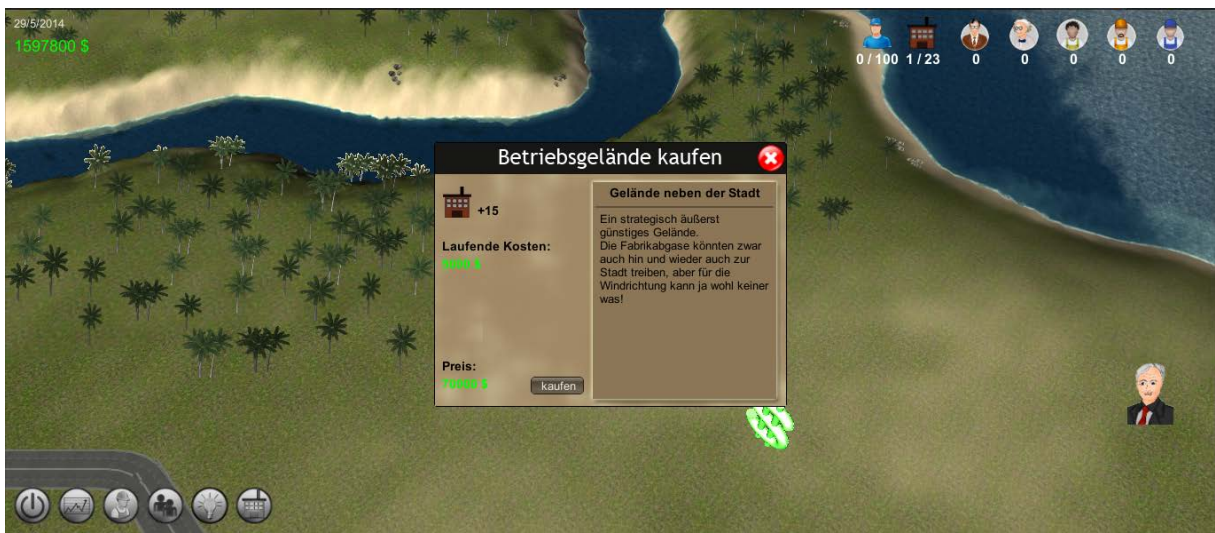 29/5/2014
1597800 $
0 / 100 1 / 23 0 0 0 0 0
Betriebsgelände kaufen
+15
Laufende Kosten:
Preis:
kaufen
Gelände neben der Stadt
Ein strategisch äußerst
günstiges Gelände.
Die Fabrikabgase könnten zwar
auch hin und wieder auch zur
Stadt treiben, aber für die
Windrichtung kann ja wohl keiner
was!